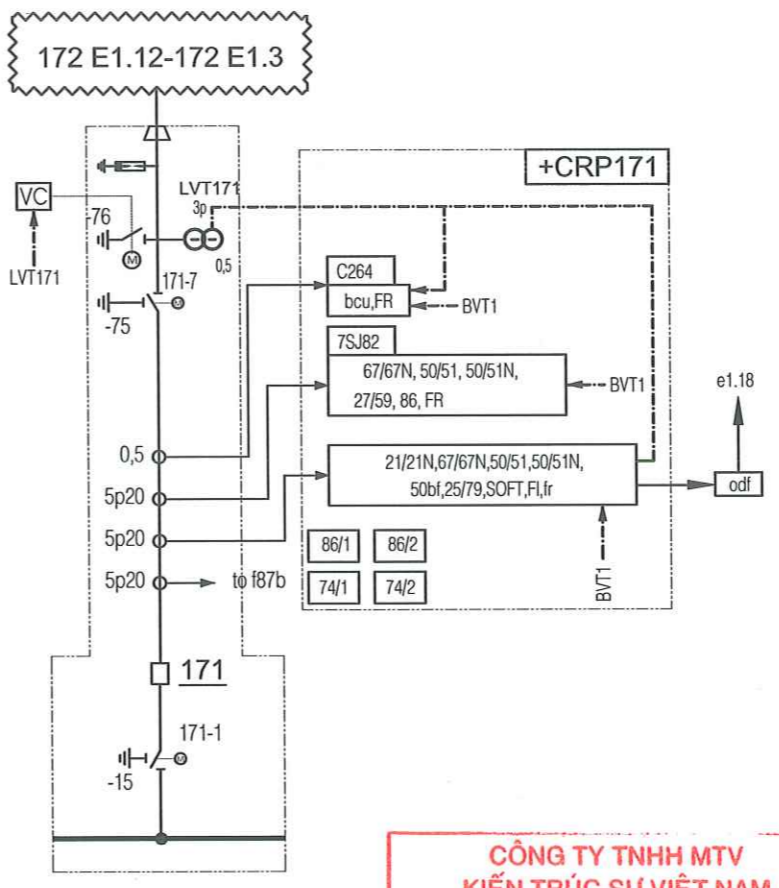 172 E1.12-172 E1.3
+CRP171
VC
LVT171
3p
-76
M
0,5
LVT171
171-7
M
-75
C264
bcu,FR
BVT1
7SJ82
67/67N, 50/51, 50/51N,
27/59, 86, FR
BVT1
e1.18
0,5
21/21N,67/67N,50/51,50/51N,
50bf,25/79,SOFT,Fl,fr
odf
5p20
5p20
86/1
86/2
5p20
to f87b
74/1
74/2
BVT1
171
171-1
M
-15
CÔNG TY TNHH MTV
KIẾN TRÚC SƯ VIỆT NAM